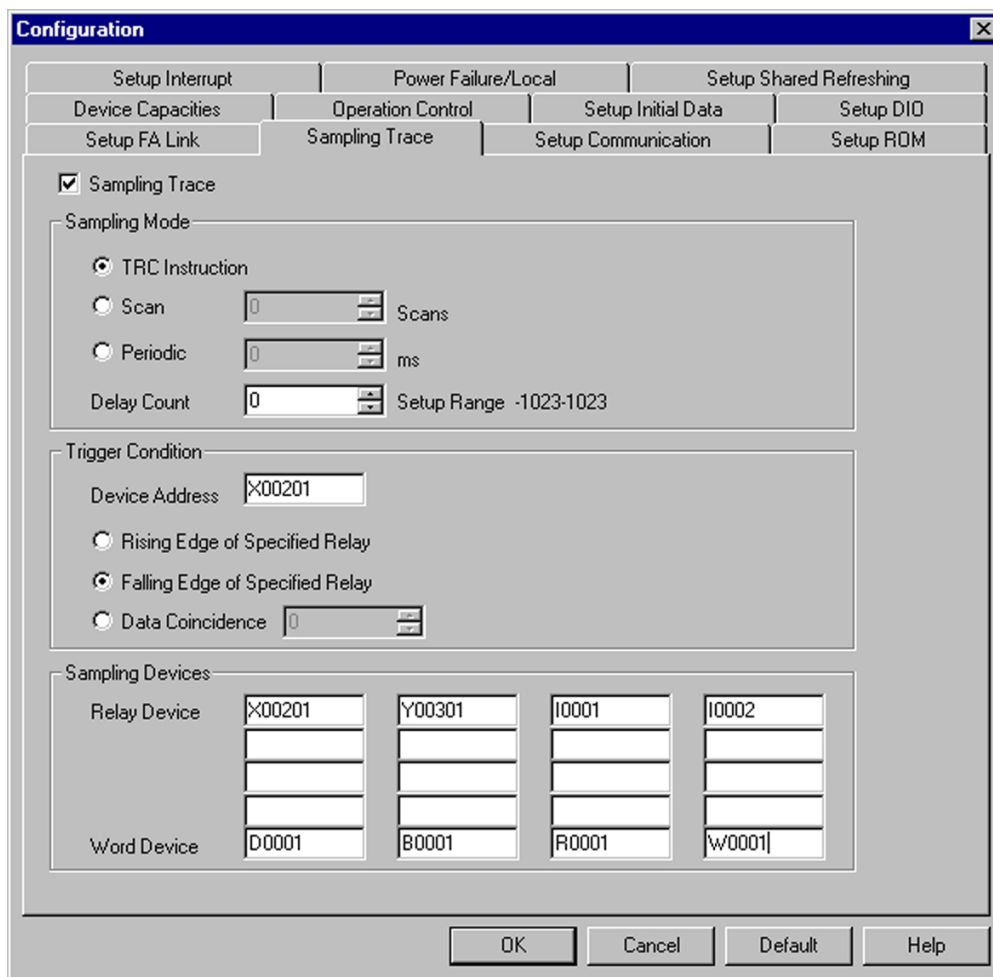 Configuration
Setup Interrupt Power Failure/Local Setup Shared Refreshing
Device Capacities Operation Control Setup Initial Data Setup DIO
Setup FA Link Sampling Trace Setup Communication Setup ROM
Sampling Trace
Sampling Mode
TRC Instruction
Scan 0 Scans
Periodic 0 ms
Delay Count 0 Setup Range -1023-1023
Trigger Condition
Device Address X00201
Rising Edge of Specified Relay
Falling Edge of Specified Relay
Data Coincidence 0
Sampling Devices
Relay Device X00201 Y00301 I0001 I0002
Word Device D0001 B0001 R0001 W0001
OK Cancel Default Help